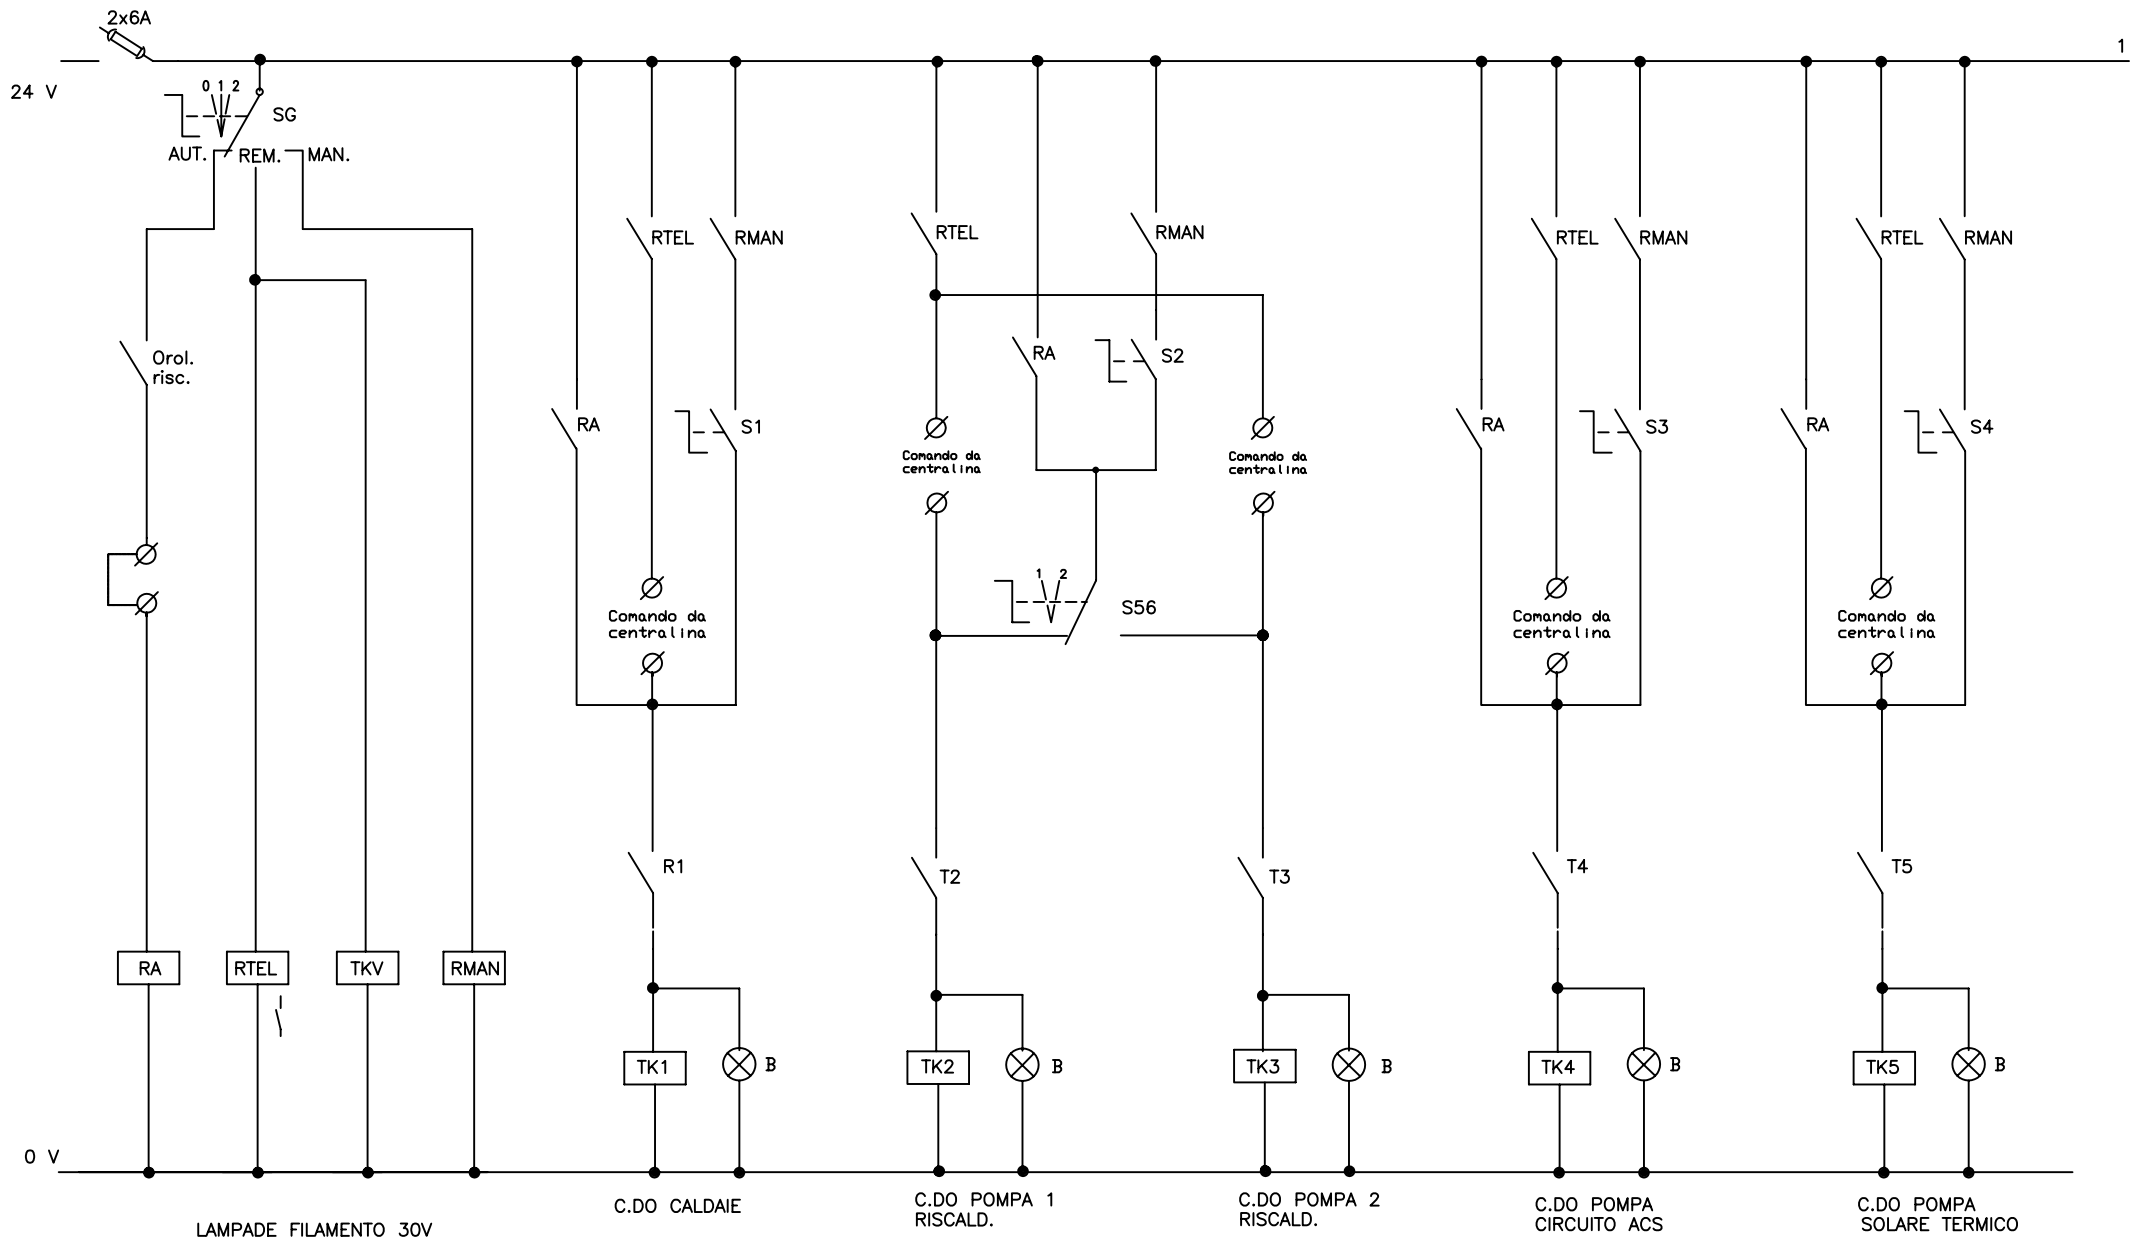 2x6A
1
24 V
0 1 2
SG
AUT. REM. MAN.
RTEL
RMAN
RTEL
RMAN
RTEL
RMAN
RTEL
RMAN
Orol.
risc.
RA
S2
RA
S1
RA
S3
RA
S4
Comando da
centralina
Comando da
centralina
1 2
S56
Comando da
centralina
Comando da
centralina
Comando da
centralina
R1
T2
T3
T4
T5
RA
RTEL
TKV
RMAN
TK1
B
TK2
B
TK3
B
TK4
B
TK5
B
0 V
LAMPADE FILAMENTO 30V
C.DO CALDAIE
C.DO POMPA 1
RISCALD.
C.DO POMPA 2
RISCALD.
C.DO POMPA
CIRCUITO ACS
C.DO POMPA
SOLARE TERMICO